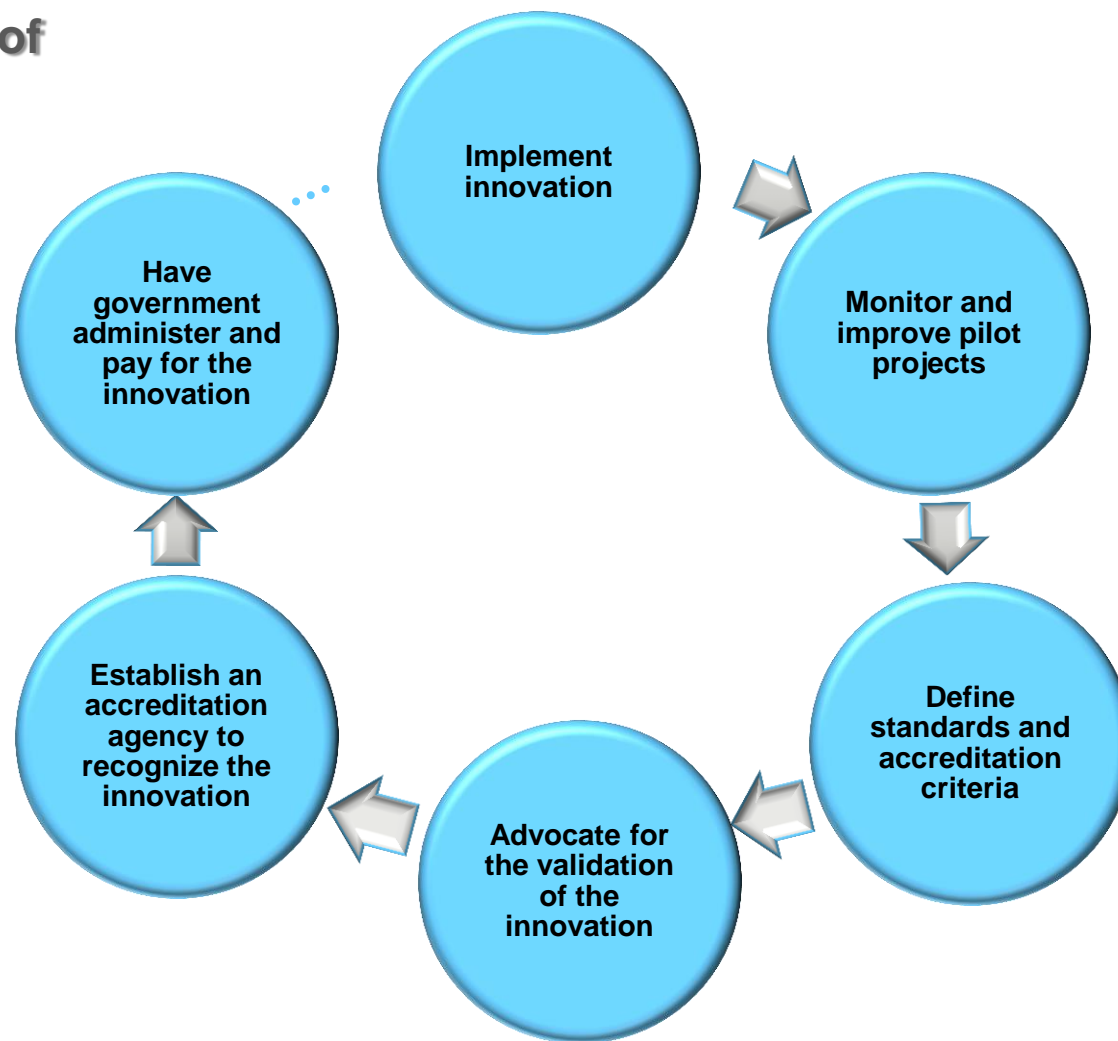 of
Implement
innovation
Monitor and
improve pilot
projects
Define
standards and
accreditation
criteria
Advocate for
the validation
of the
innovation
Establish an
accreditation
agency to
recognize the
innovation
Have
government
administer and
pay for the
innovation